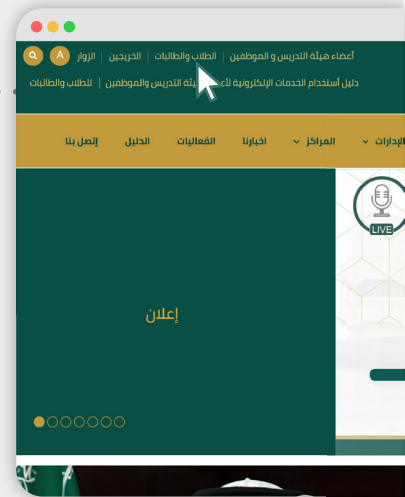 أعضاء هيئة التدريس و الموظفين | الطلاب والطالبات | الخريجين | الزوار A
دليل أستخدام الخدمات الإلكترونية هيئة التدريس والموظفين | للطلاب والطالبات
الإدارات المراكز اخبارنا الفعاليات الدليل إتصل بنا
LIVE
إعلان